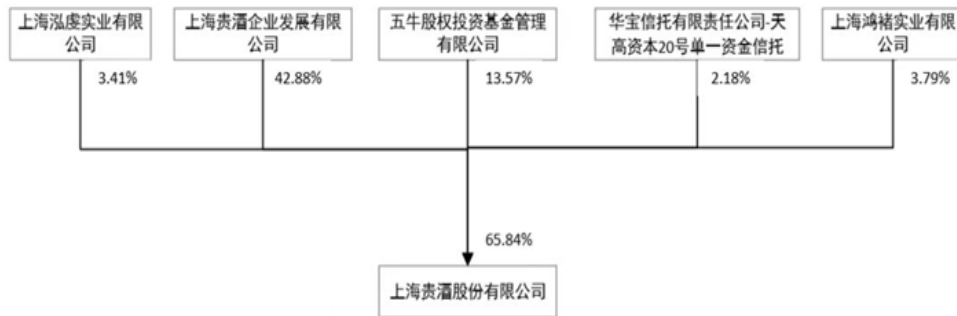 上海泓虔实业有限
公司
上海贵酒企业发展有限
公司
五牛股权投资基金管理
有限公司
华宝信托有限责任公司-天
高资本20号单一资金信托
上海鸿褚实业有限
公司
3.41%
42.88%
13.57%
2.18%
3.79%
65.84%
上海贵酒股份有限公司